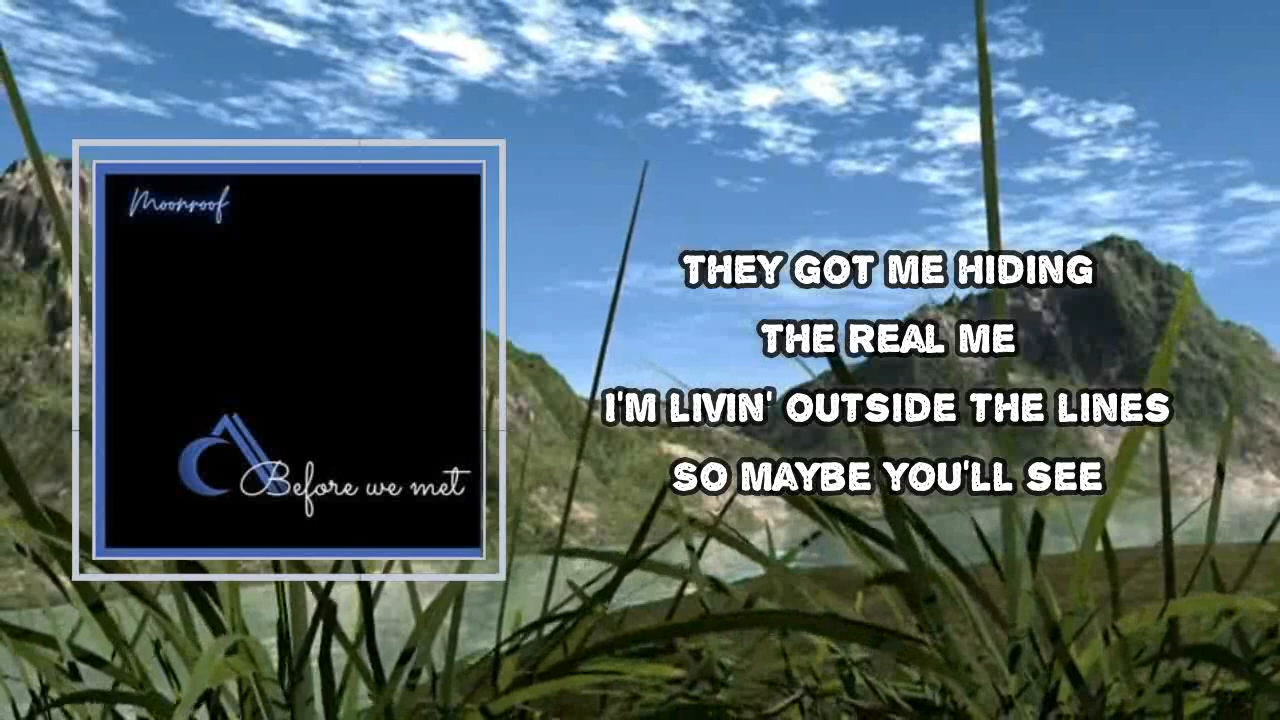 Moonroof
Before we met
THEY GOT ME HIDING
THE REAL ME
I'M LIVIN' OUTSIDE THE LINES
SO MAYBE YOU'LL SEE